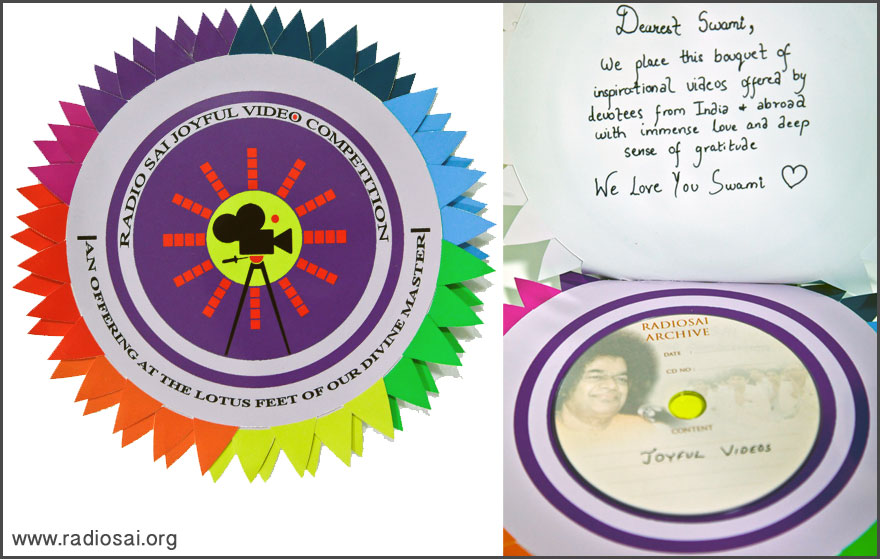 RADIO SAI JOYFUL VIDEO COMPETITION
AN OFFERING AT THE LOTUS FEET OF OUR DIVINE MASTER
www.radiosai.org
Dearest Swami,
We place this bouquet of
inspirational videos offered by
devotees from India & abroad
with immense love and deep
sense of gratitude
We Love You Swami ♡
RADIOSAI
ARCHIVE
DATE :
CD NO :
CONTENT
JOYFUL VIDEOS